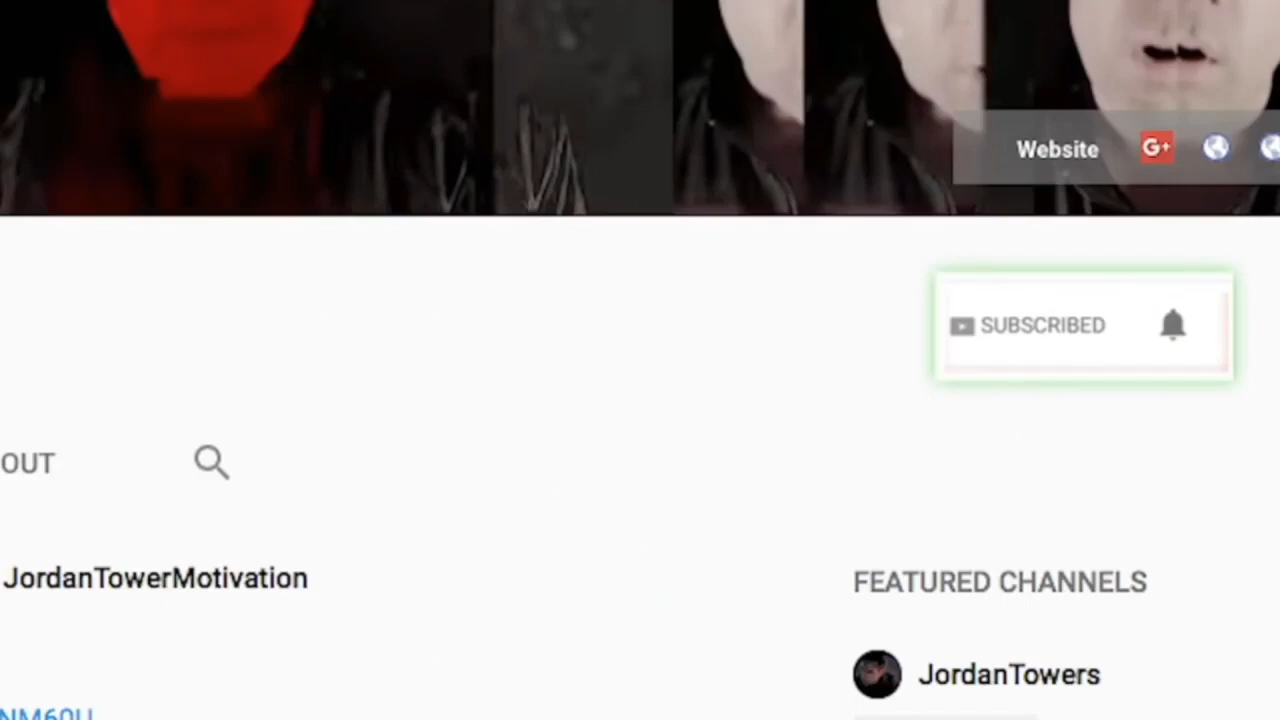 Website G+
SUBSCRIBED
OUT
JordanTowerMotivation
FEATURED CHANNELS
JordanTowers